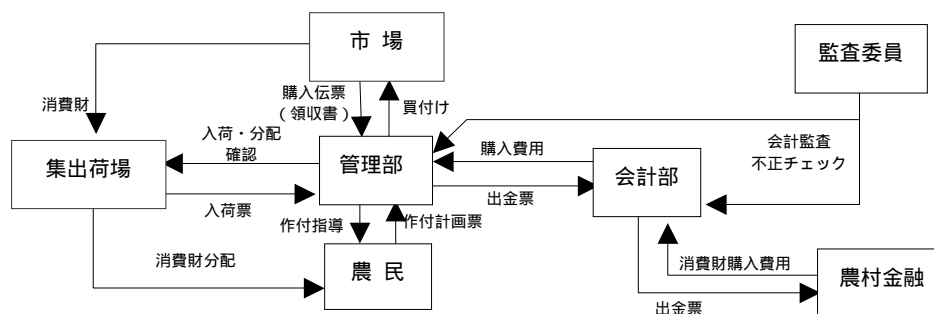 市 場
監査委員
消費財
購入伝票
(領収書)
買付け
入荷・分配
確認
集出荷場
管理部
購入費用
会計監査
不正チェック
会計部
入荷票
出金票
作付指導
作付計画票
消費財分配
農 民
消費財購入費用
農村金融
出金票